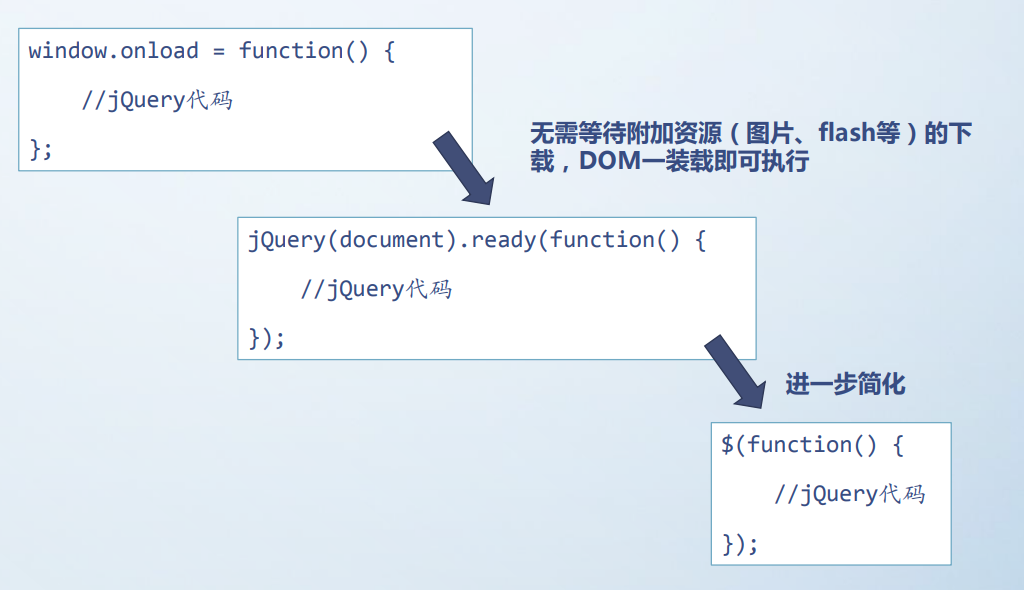 window.onload = function() {
//jQuery代码
};
无需等待附加资源（图片、flash等）的下
载，DOM一装载即可执行
jQuery(document).ready(function() {
//jQuery代码
});
进一步简化
$(function() {
//jQuery代码
});